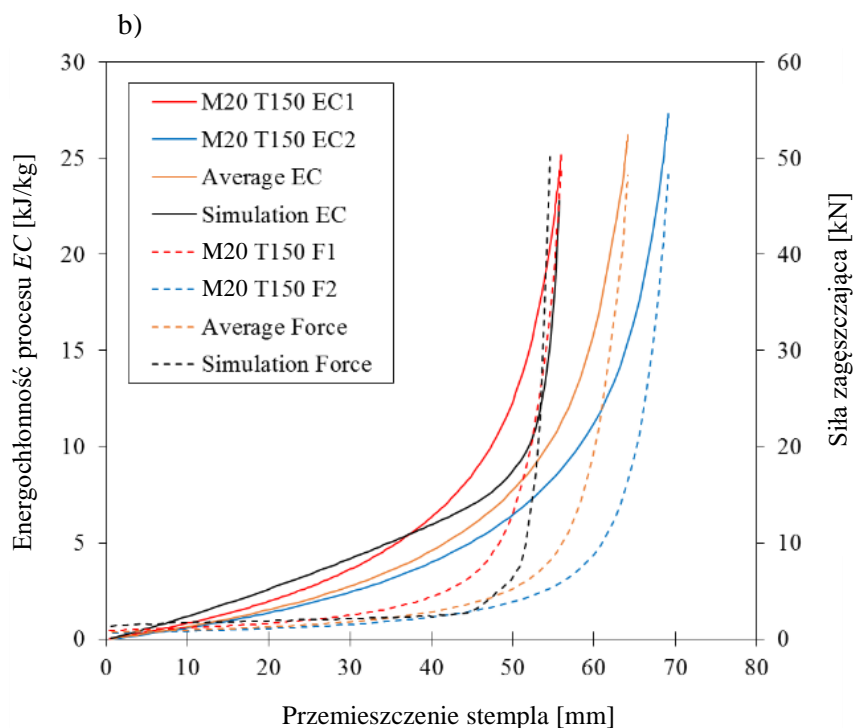 b)
30
25
20
15
10
5
0
60
50
40
30
20
10
0
0 10 20 30 40 50 60 70 80
Energochłonność procesu EC [kJ/kg]
Siła zagęszczająca [kN]
Przemieszczenie stempla [mm]
M20 T150 EC1
M20 T150 EC2
Average EC
Simulation EC
M20 T150 F1
M20 T150 F2
Average Force
Simulation Force